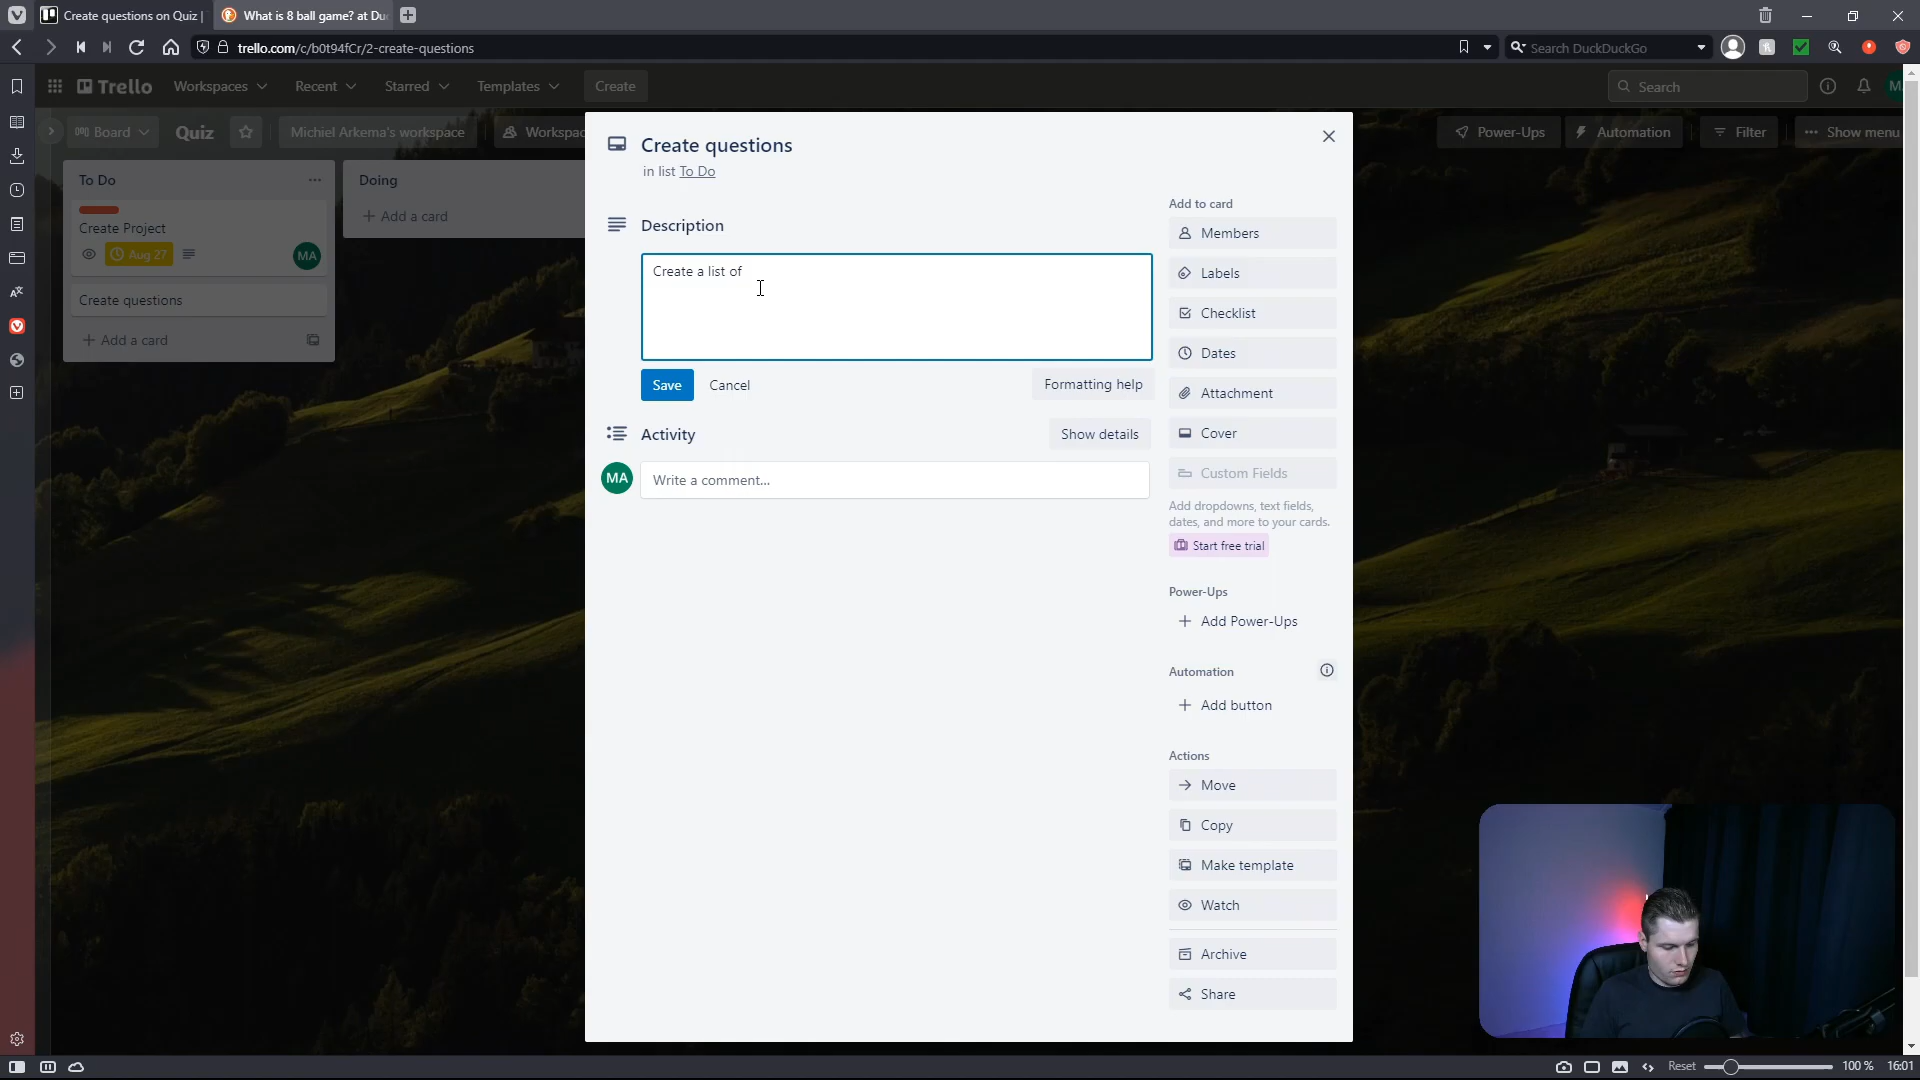 Create questions on Quiz |
What is 8 ball game? at Du
trello.com/c/b0t94fCr/2-create-questions
Search DuckDuckGo
Trello
Workspaces
Recent
Starred
Templates
Create
Search
MA
Board
Quiz
Michiel Arkema's workspace
Workspac
Power-Ups
Automation
Filter
Show menu
To Do
Create Project
Aug 27
MA
Create questions
+ Add a card
Doing
+ Add a card
Create questions
in list To Do
Description
Create a list of
Save
Cancel
Formatting help
Activity
Show details
MA
Write a comment...
Add to card
Members
Labels
Checklist
Dates
Attachment
Cover
Custom Fields
Add dropdowns, text fields,
dates, and more to your cards.
Start free trial
Power-Ups
+ Add Power-Ups
Automation
+ Add button
Actions
Move
Copy
Make template
Watch
Archive
Share
Reset
100 %
16:01